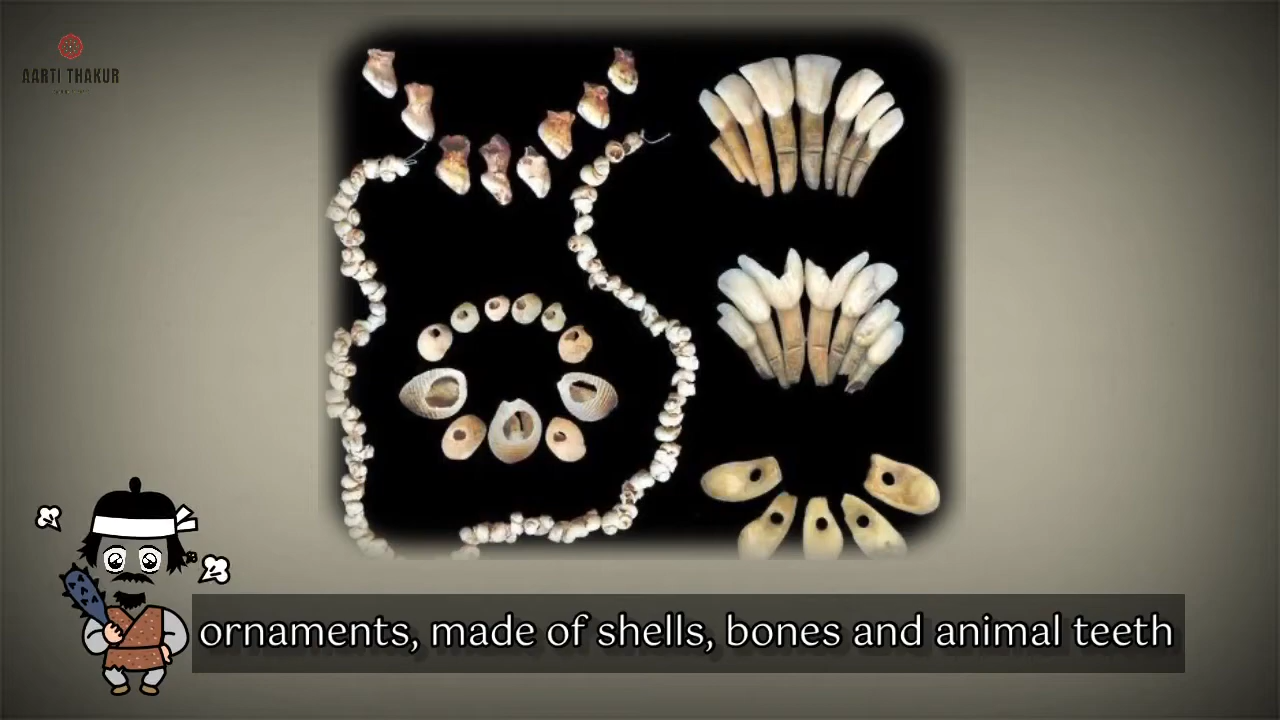 AARTI THAKUR
ornaments, made of shells, bones and animal teeth